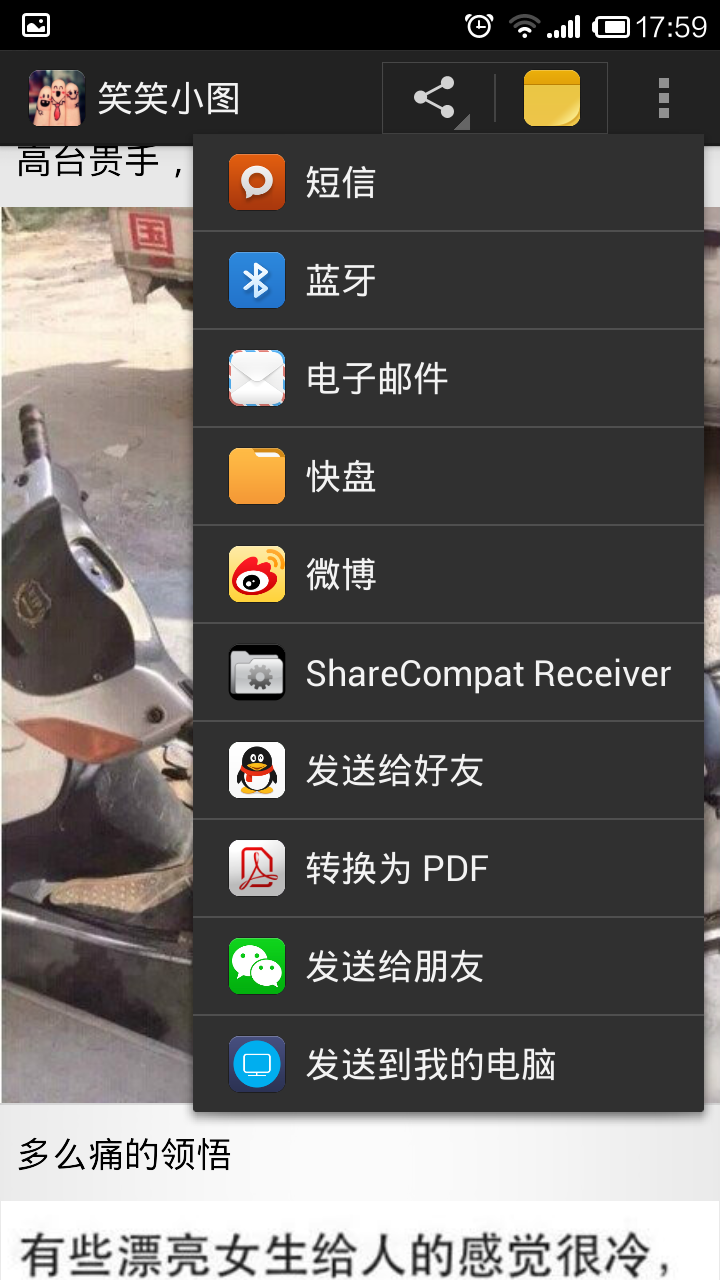 17:59
笑笑小图
高台贵手，
国
短信
蓝牙
电子邮件
快盘
微博
ShareCompat Receiver
发送给好友
转换为 PDF
发送给朋友
发送到我的电脑
多么痛的领悟
有些漂亮女生给人的感觉很冷，